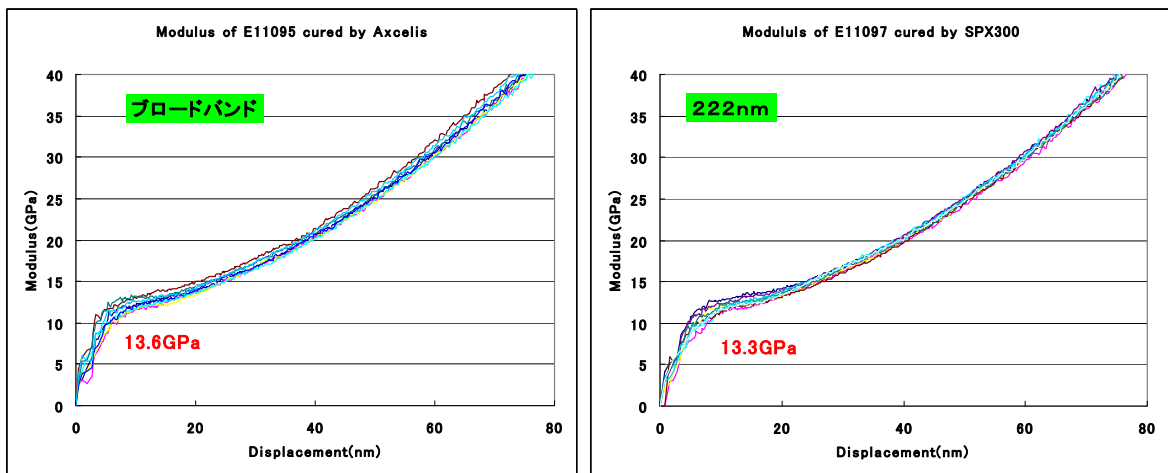 Modulus of E11095 cured by Axcelis
ブロードバンド
Modulus(GPa)
40
35
30
25
20
15
10
5
0
13.6GPa
0 20 40 60 80
Displacement(nm)
Mododuls of E11097 cured by SPX300
222nm
Modulus(GPa)
40
35
30
25
20
15
10
5
0
13.3GPa
0 20 40 60 80
Displacement(nm)